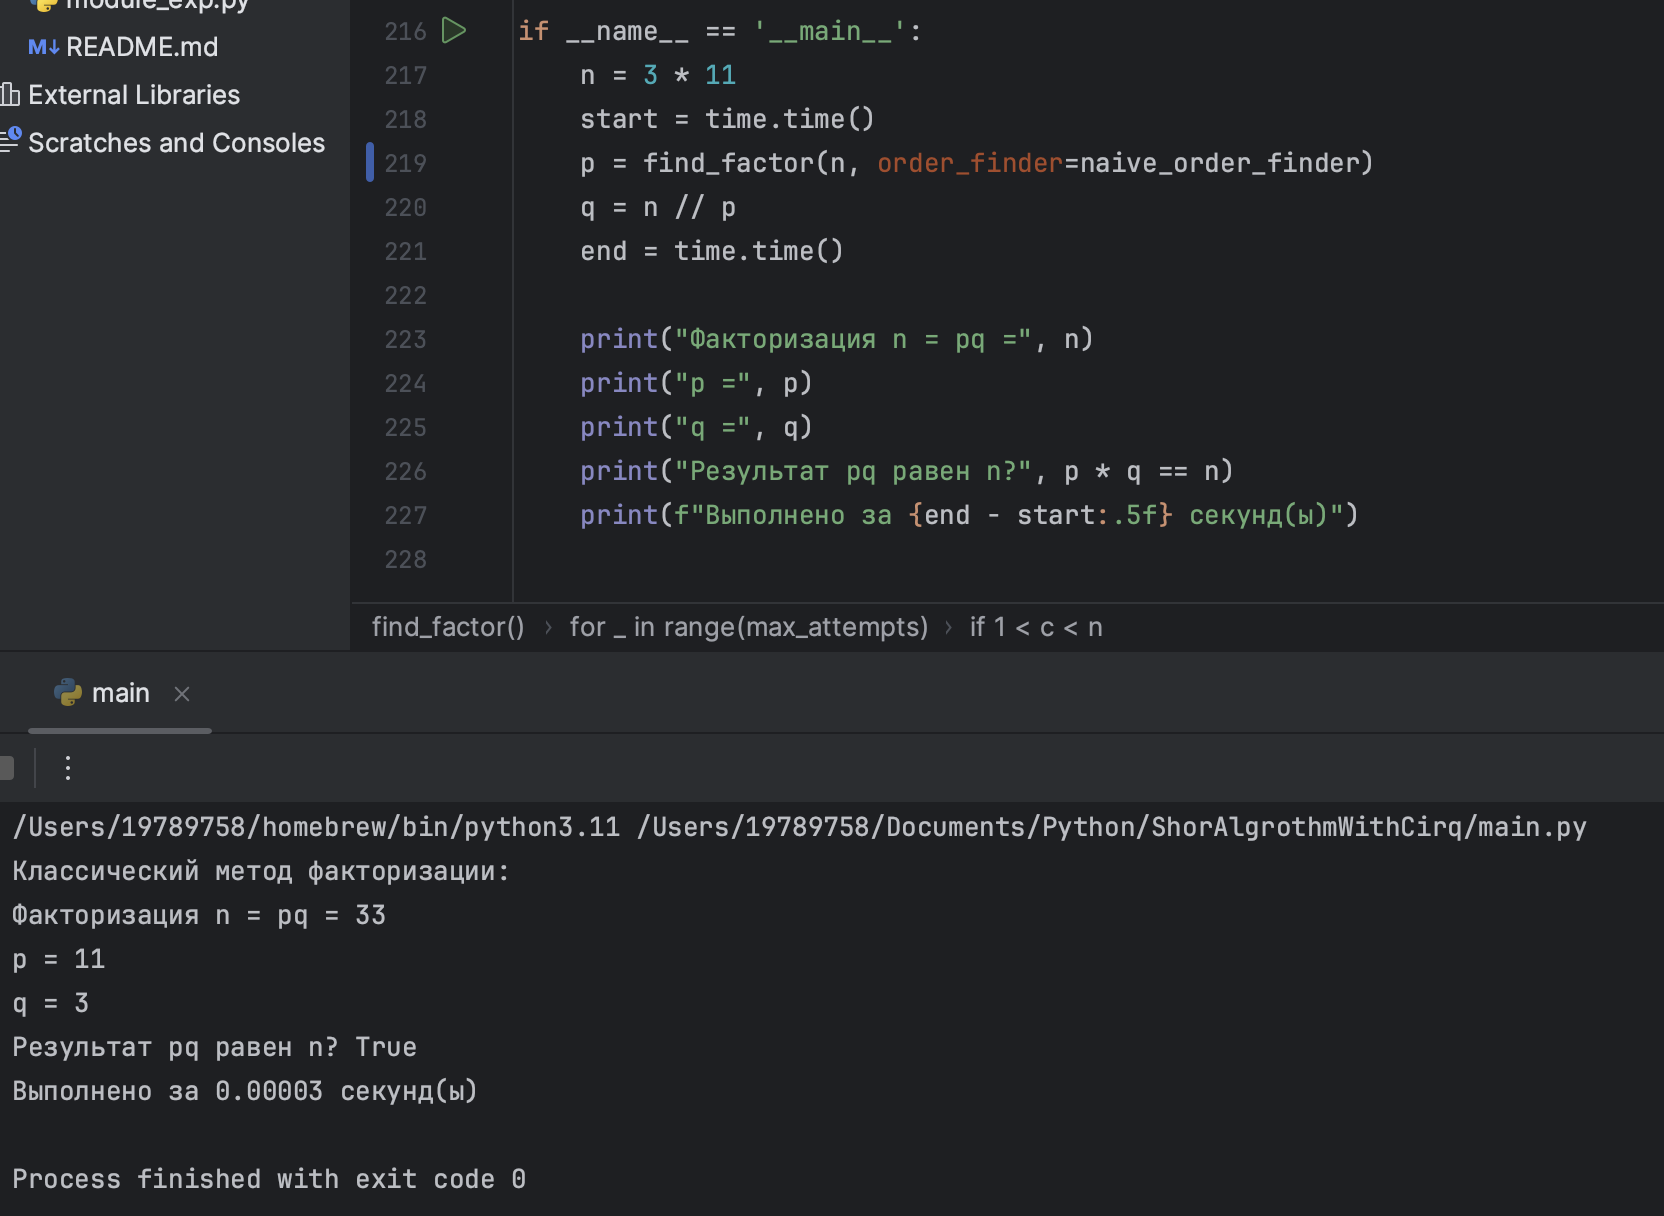 module_exp.py
M↓ README.md
External Libraries
Scratches and Consoles
216 if __name__ == '__main__':
217 n = 3 * 11
218 start = time.time()
219 p = find_factor(n, order_finder=naive_order_finder)
220 q = n // p
221 end = time.time()
222
223 print("Факторизация n = pq =", n)
224 print("p =", p)
225 print("q =", q)
226 print("Результат pq равен n?", p * q == n)
227 print(f"Выполнено за {end - start:.5f} секунд(ы)")
228
find_factor() › for _ in range(max_attempts) › if 1 < c < n
main ×
/Users/19789758/homebrew/bin/python3.11 /Users/19789758/Documents/Python/ShorAlgrothmWithCirq/main.py
Классический метод факторизации:
Факторизация n = pq = 33
p = 11
q = 3
Результат pq равен n? True
Выполнено за 0.00003 секунд(ы)
Process finished with exit code 0